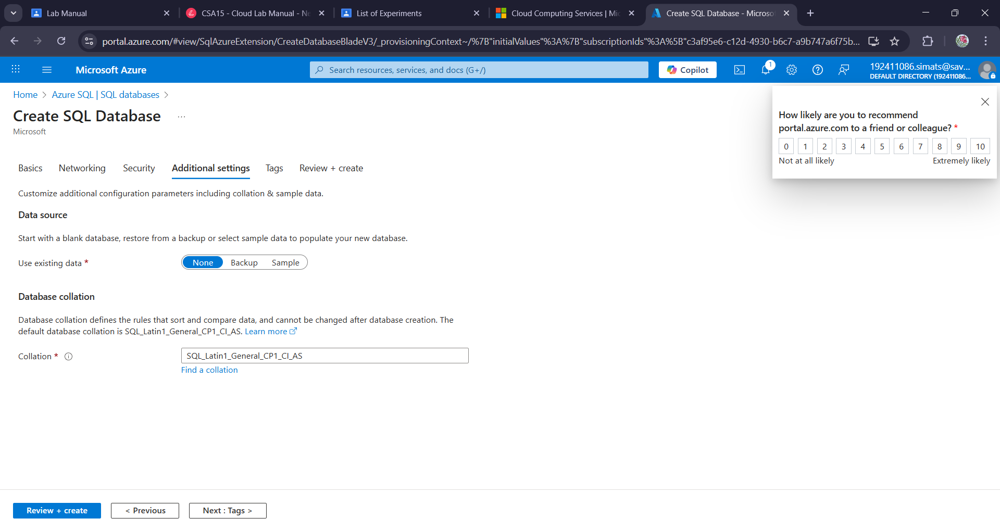 Lab Manual
CSA15 - Cloud Lab Manual - Ne
List of Experiments
Cloud Computing Services | Mic
Create SQL Database - Microso
portal.azure.com/#view/SqlAzureExtension/CreateDatabaseBladeV3/_provisioningContext~/%7B"initialValues"%3A%7B"subscriptionIds"%3A%5B"c3af95e6-c12d-4930-b6c7-a9b747a6f75b...
Microsoft Azure
Search resources, services, and docs (G+/)
Copilot
1
192411086.simats@sav...
DEFAULT DIRECTORY (192411086...
Home > Azure SQL | SQL databases >
Create SQL Database ...
Microsoft
How likely are you to recommend
portal.azure.com to a friend or colleague? *
0 1 2 3 4 5 6 7 8 9 10
Not at all likely Extremely likely
Basics Networking Security Additional settings Tags Review + create
Customize additional configuration parameters including collation & sample data.
Data source
Start with a blank database, restore from a backup or select sample data to populate your new database.
Use existing data *
None Backup Sample
Database collation
Database collation defines the rules that sort and compare data, and cannot be changed after database creation. The
default database collation is SQL_Latin1_General_CP1_CI_AS. Learn more
Collation *
SQL_Latin1_General_CP1_CI_AS
Find a collation
Review + create
< Previous
Next : Tags >